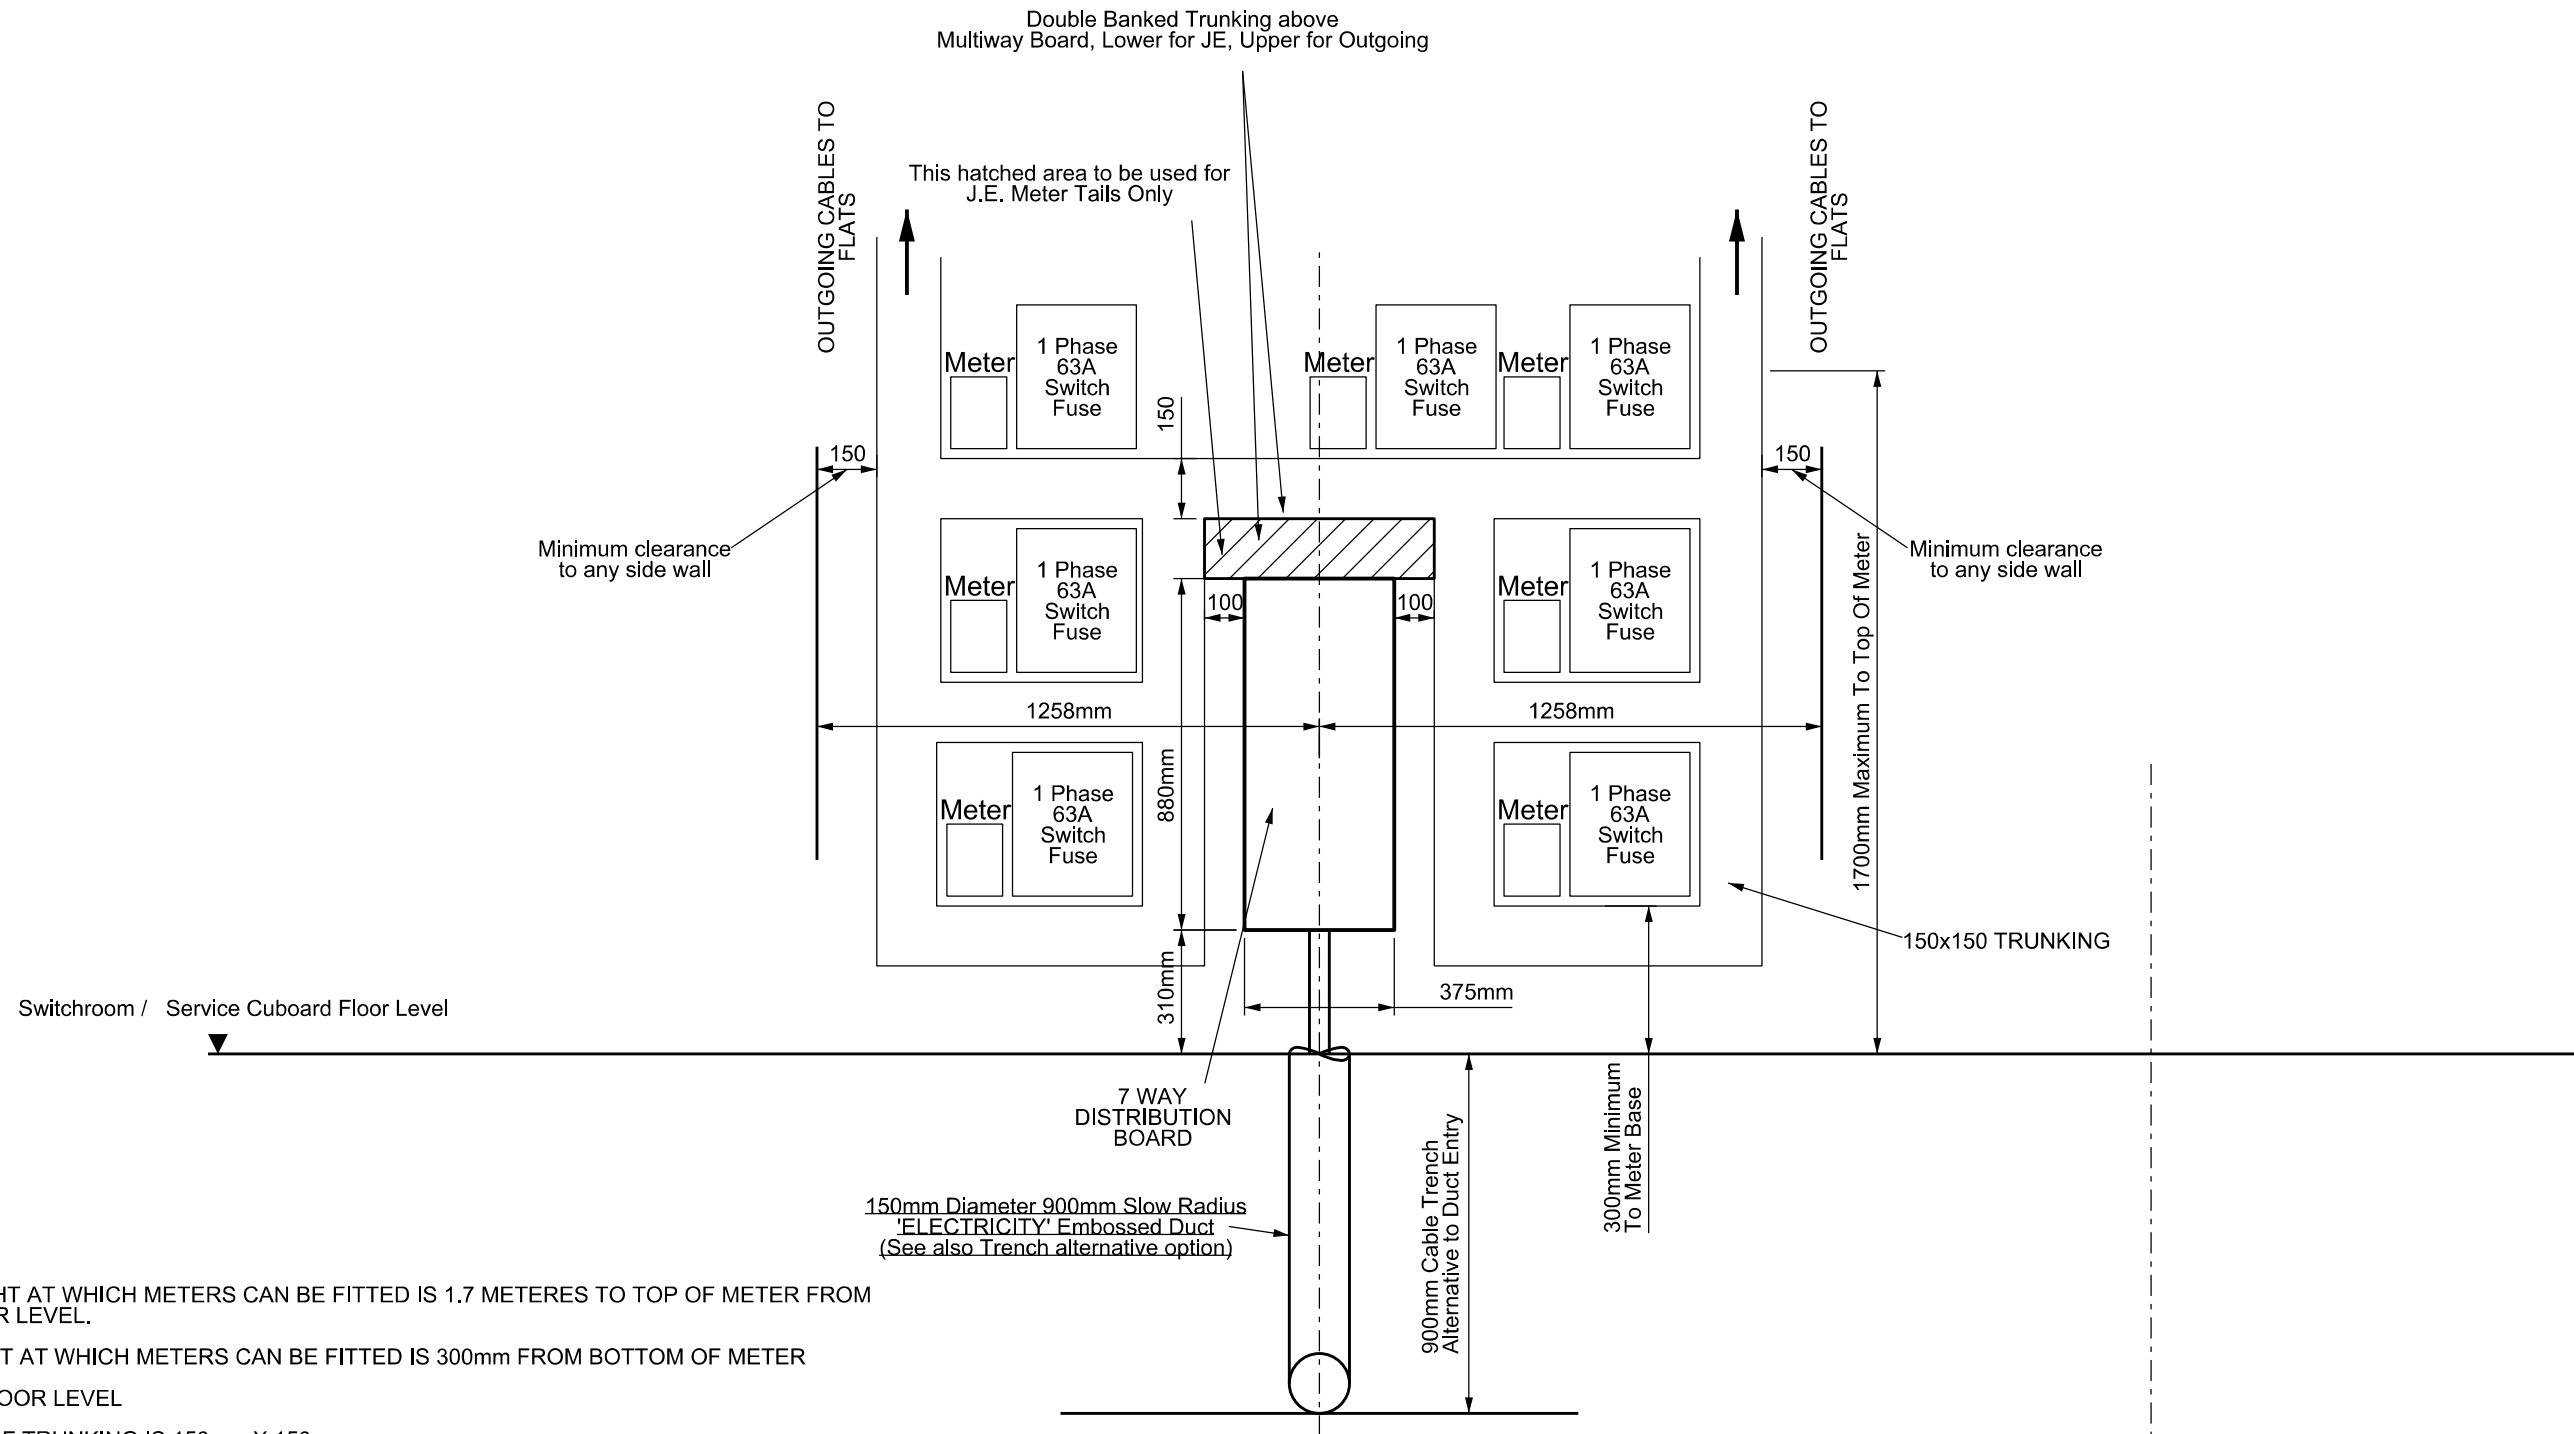 Double Banked Trunking above
Multiway Board, Lower for JE, Upper for Outgoing
OUTGOING CABLES TO
FLATS
This hatched area to be used for
J.E. Meter Tails Only
OUTGOING CABLES TO
FLATS
Meter
1 Phase
63A
Switch
Fuse
Meter
1 Phase
63A
Switch
Fuse
Meter
1 Phase
63A
Switch
Fuse
150
150
150
Minimum clearance
to any side wall
Meter
1 Phase
63A
Switch
Fuse
100
100
Meter
1 Phase
63A
Switch
Fuse
Minimum clearance
to any side wall
1700mm Maximum To Top Of Meter
1258mm
1258mm
880mm
Meter
1 Phase
63A
Switch
Fuse
Meter
1 Phase
63A
Switch
Fuse
150x150 TRUNKING
310mm
375mm
Switchroom / Service Cuboard Floor Level
7 WAY
DISTRIBUTION
BOARD
300mm Minimum
To Meter Base
900mm Cable Trench
Alternative to Duct Entry
150mm Diameter 900mm Slow Radius
'ELECTRICITY' Embossed Duct
(See also Trench alternative option)
AT WHICH METERS CAN BE FITTED IS 1.7 METERES TO TOP OF METER FROM
LEVEL.
AT WHICH METERS CAN BE FITTED IS 300mm FROM BOTTOM OF METER
LEVEL
TRUNKING IS